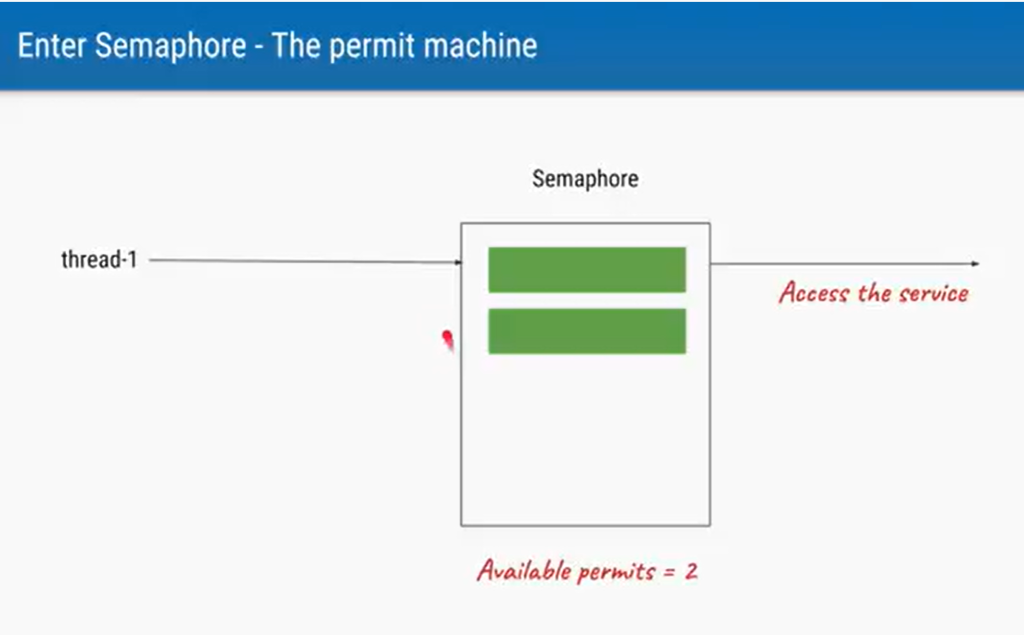 Enter Semaphore - The permit machine
Semaphore
thread-1
Access the service
Available permits = 2